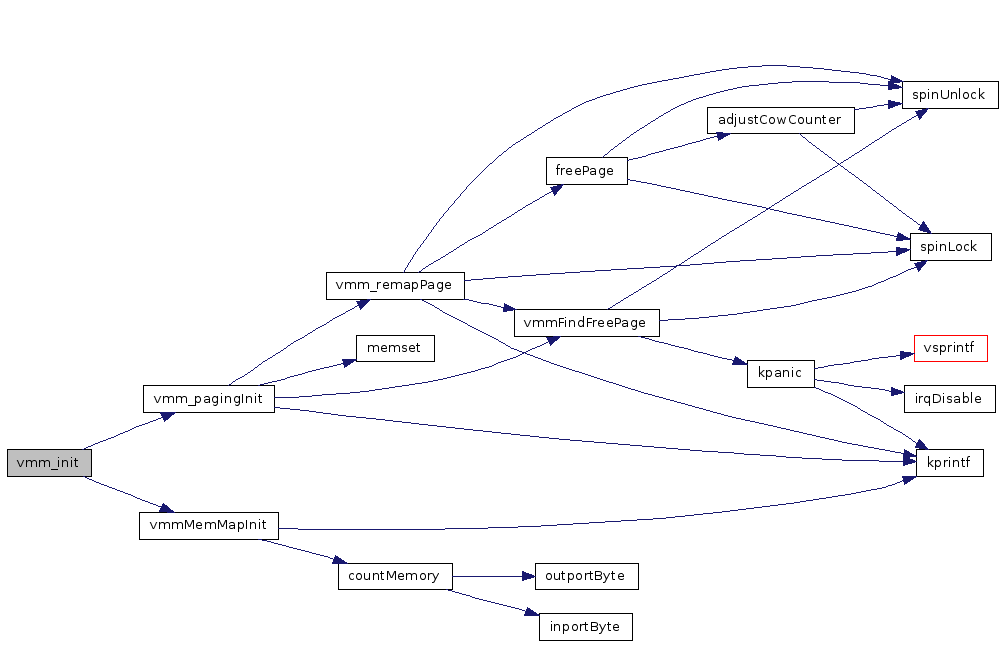 spinUnlock
adjustCowCounter
freePage
spinLock
vmm_remapPage
vmmFindFreePage
memset
vsprintf
kpanic
vmm_pagingInit
irqDisable
vmm_init
kprintf
vmmMemMapInit
countMemory
outportByte
inportByte